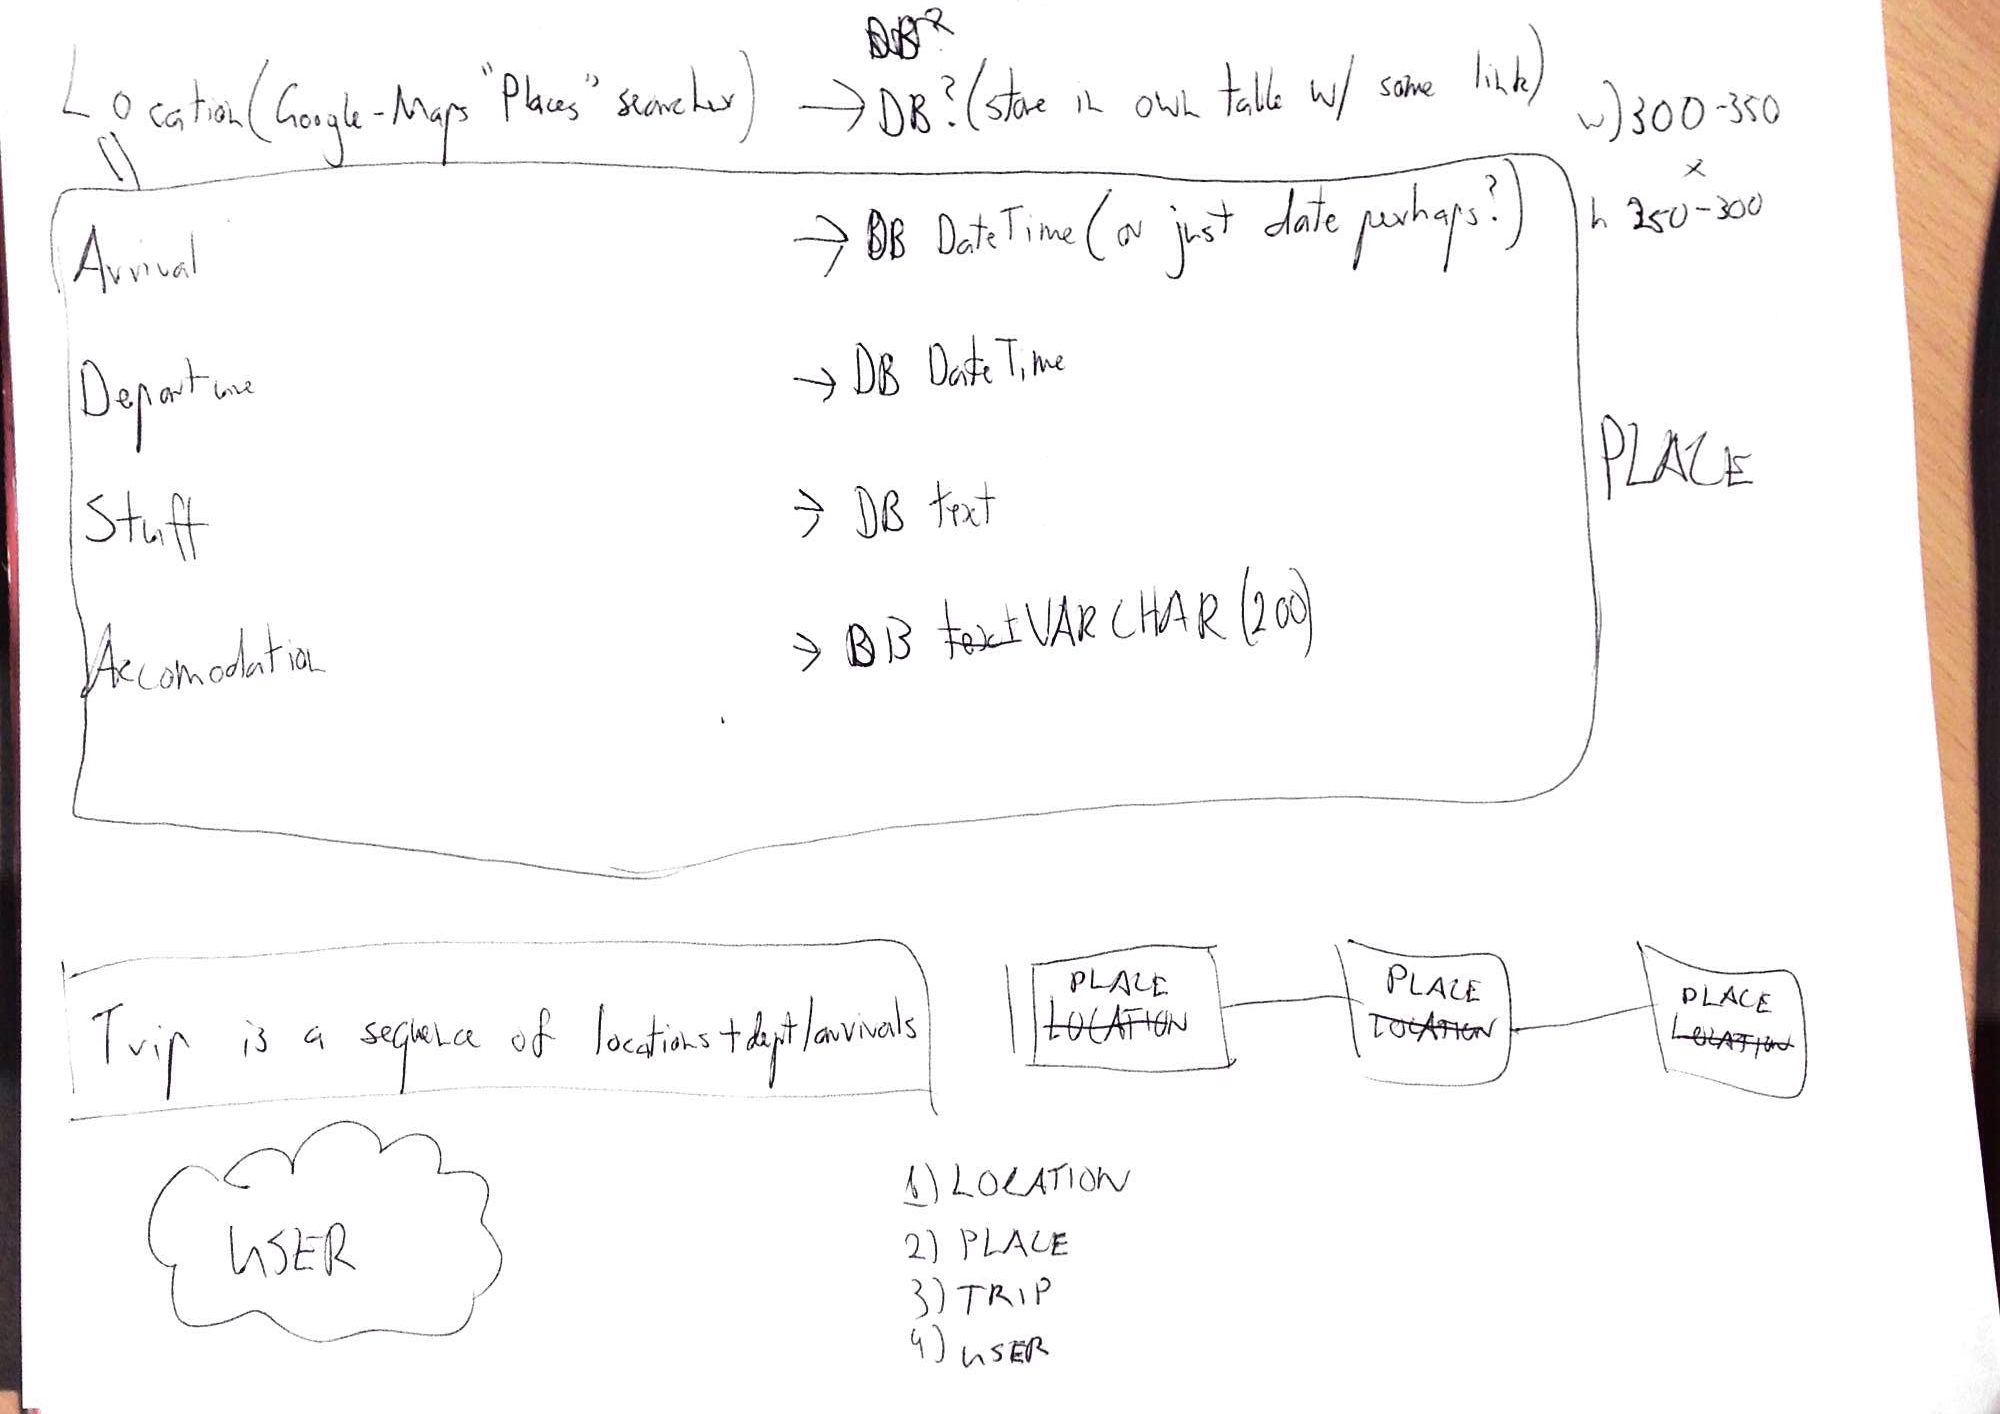 DB?
Location (Google-Maps "Places" searcher) → DB? (store in own table w/ some link)
w) 300-350
x
h 250-300
Arrival → DB DateTime (or just date perhaps?)
Departure → DB DateTime
PLACE
Stuff → DB text
Accomodation → DB text VARCHAR (200)
Trip is a sequence of locations + dept/arrivals
PLACE PLACE PLACE
LOCATION LOCATION LOCATION
USER
1) LOCATION
2) PLACE
3) TRIP
4) USER